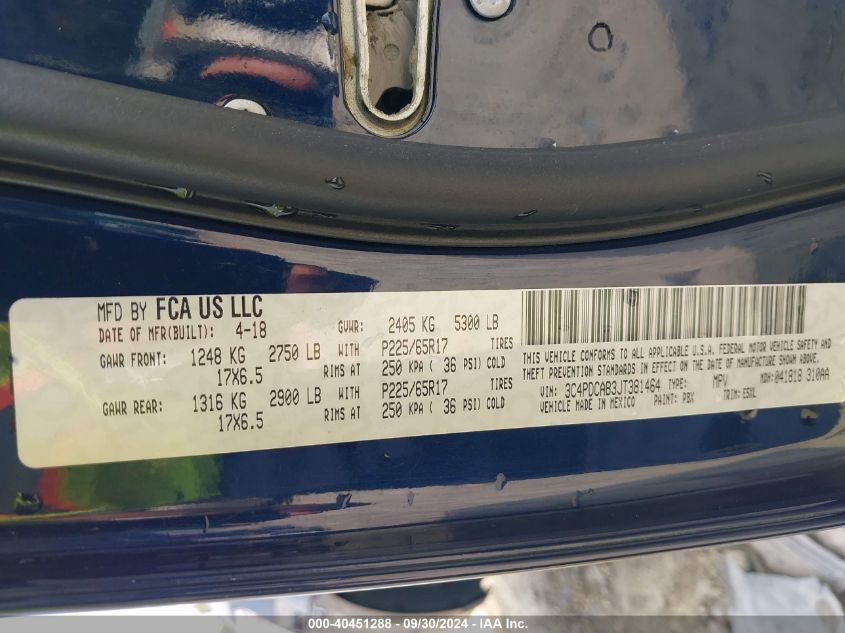 MFD BY FCA US LLC
DATE OF MFR(BUILT): 4-18 GVWR: 2405 KG 5300 LB
GAWR FRONT: 1248 KG 2750 LB WITH P225/65R17 TIRES
17X6.5 RIMS AT 250 KPA ( 36 PSI) COLD
GAWR REAR: 1316 KG 2900 LB WITH P225/65R17 TIRES
17X6.5 RIMS AT 250 KPA ( 36 PSI) COLD
THIS VEHICLE CONFORMS TO ALL APPLICABLE U.S.A. FEDERAL MOTOR VEHICLE SAFETY,
THEFT PREVENTION STANDARDS IN EFFECT ON THE DATE OF MANUFACTURE SHOWN ABOVE.
VIN: 3C4PDCAB3JT381464 TYPE: MPV MDH: 041818 310AA
VEHICLE MADE IN MEXICO PAINT: PBX TRIM:
000-40451288 - 09/30/2024 - IAA Inc.